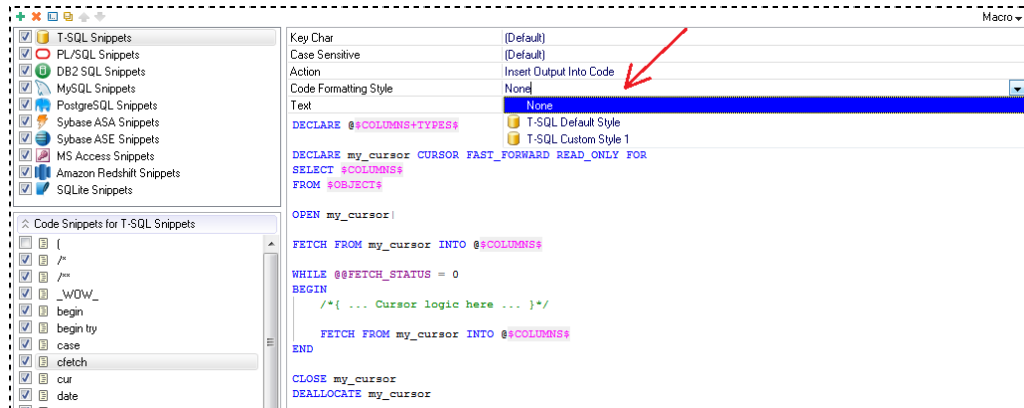 Macro
T-SQL Snippets
PL/SQL Snippets
DB2 SQL Snippets
MySQL Snippets
PostgreSQL Snippets
Sybase ASA Snippets
Sybase ASE Snippets
MS Access Snippets
Amazon Redshift Snippets
SQLite Snippets
Code Snippets for T-SQL Snippets
(
/*
/**
_WOW_
begin
begin try
case
cfetch
cur
date
Key Char (Default)
Case Sensitive (Default)
Action Insert Output Into Code
Code Formatting Style None
Text
None
T-SQL Default Style
T-SQL Custom Style 1
DECLARE @$COLUMNS+TYPES$
DECLARE my_cursor CURSOR FAST_FORWARD READ_ONLY FOR
SELECT $COLUMNS$
FROM $OBJECT$
OPEN my_cursor
FETCH FROM my_cursor INTO @$COLUMNS$
WHILE @@FETCH_STATUS = 0
BEGIN
/*{ ... Cursor logic here ... }*/
FETCH FROM my_cursor INTO @$COLUMNS$
END
CLOSE my_cursor
DEALLOCATE my_cursor